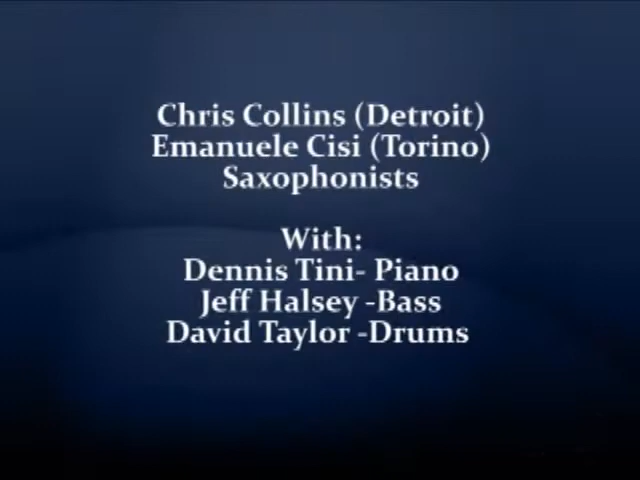 Chris Collins (Detroit)
Emanuele Cisi (Torino)
Saxophonists
With:
Dennis Tini- Piano
Jeff Halsey -Bass
David Taylor -Drums